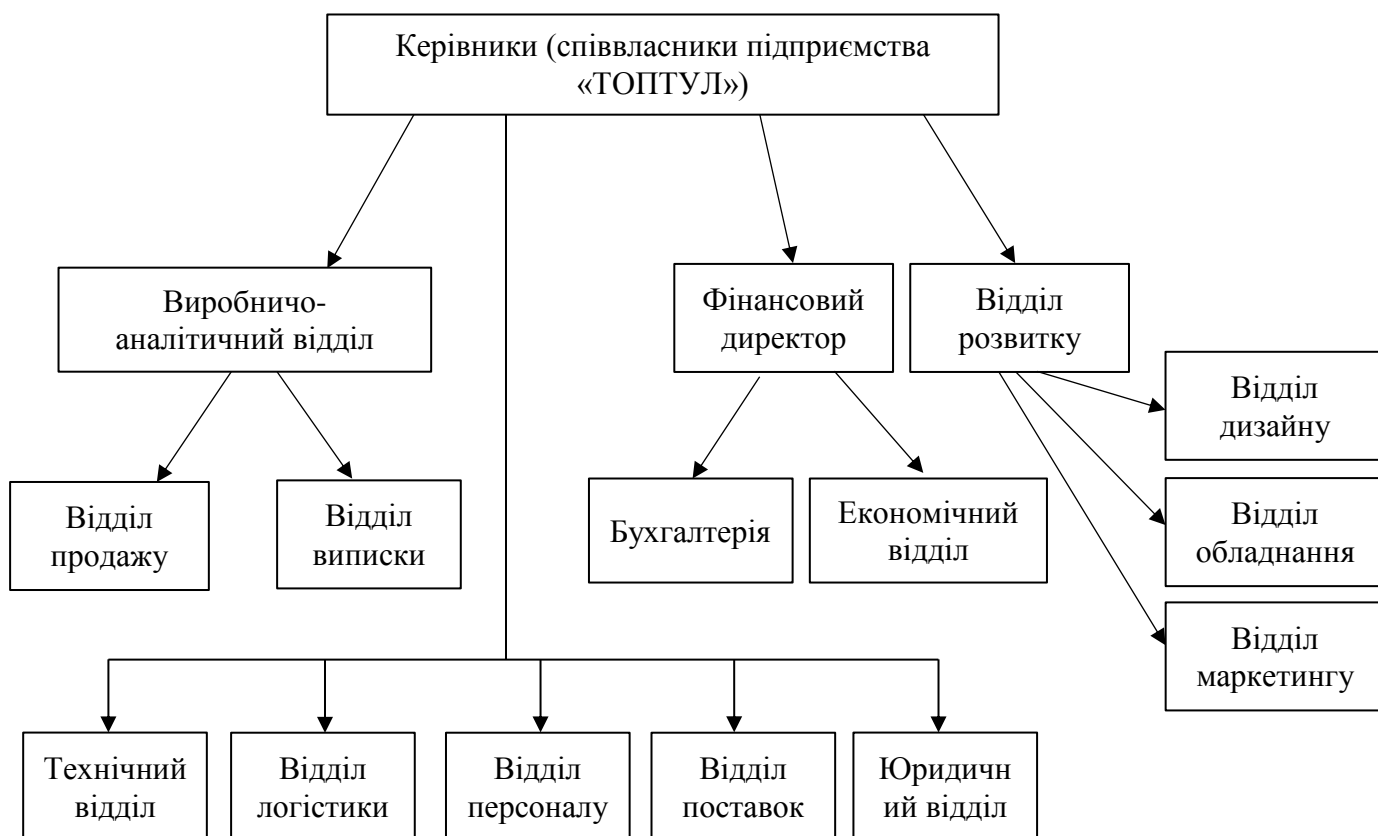 Керівники (співвласники підприємства
«ТОПТУЛ»)
Виробничо-
аналітичний відділ
Фінансовий
директор
Відділ
розвитку
Відділ
дизайну
Відділ
продажу
Відділ
виписки
Бухгалтерія
Економічний
відділ
Відділ
обладнання
Відділ
маркетингу
Технічний
відділ
Відділ
логістики
Відділ
персоналу
Відділ
поставок
Юридичн
ий відділ